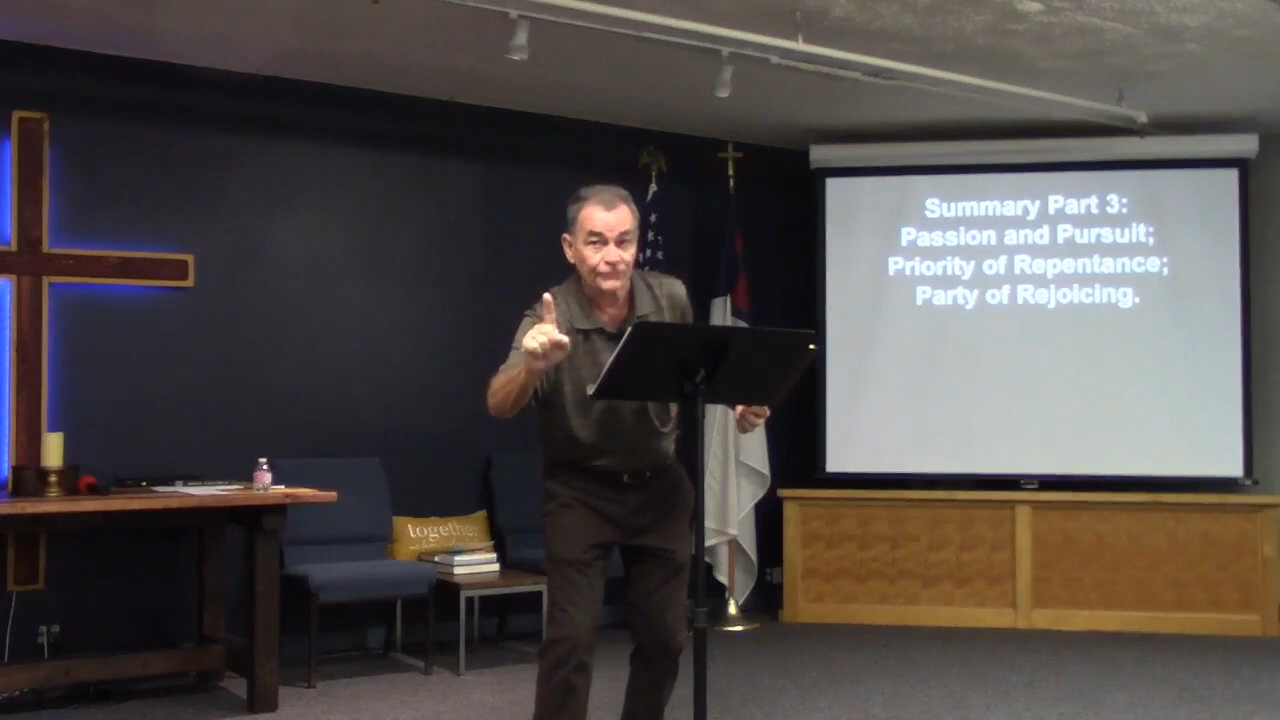 Summary Part 3:
Passion and Pursuit;
Priority of Repentance;
Party of Rejoicing.
together